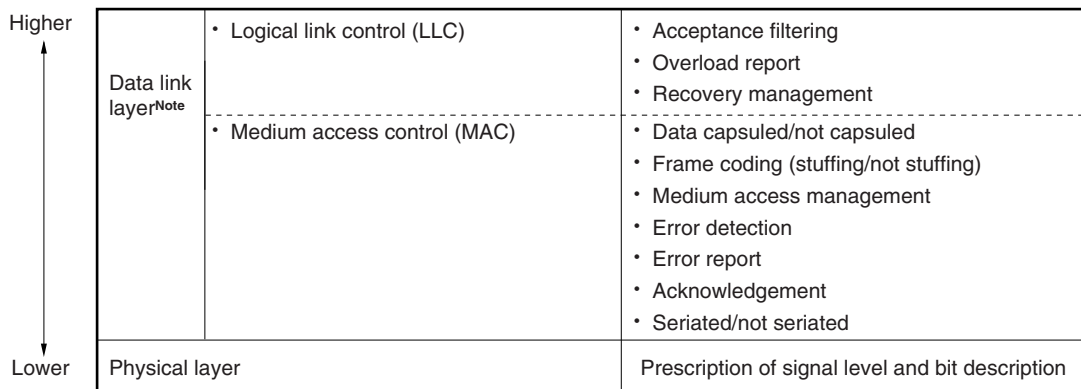 Higher
• Logical link control (LLC)
• Acceptance filtering
• Overload report
• Recovery management
Data link
layerNote
• Medium access control (MAC)
• Data capsuled/not capsuled
• Frame coding (stuffing/not stuffing)
• Medium access management
• Error detection
• Error report
• Acknowledgement
• Seriated/not seriated
Lower
Physical layer
Prescription of signal level and bit description